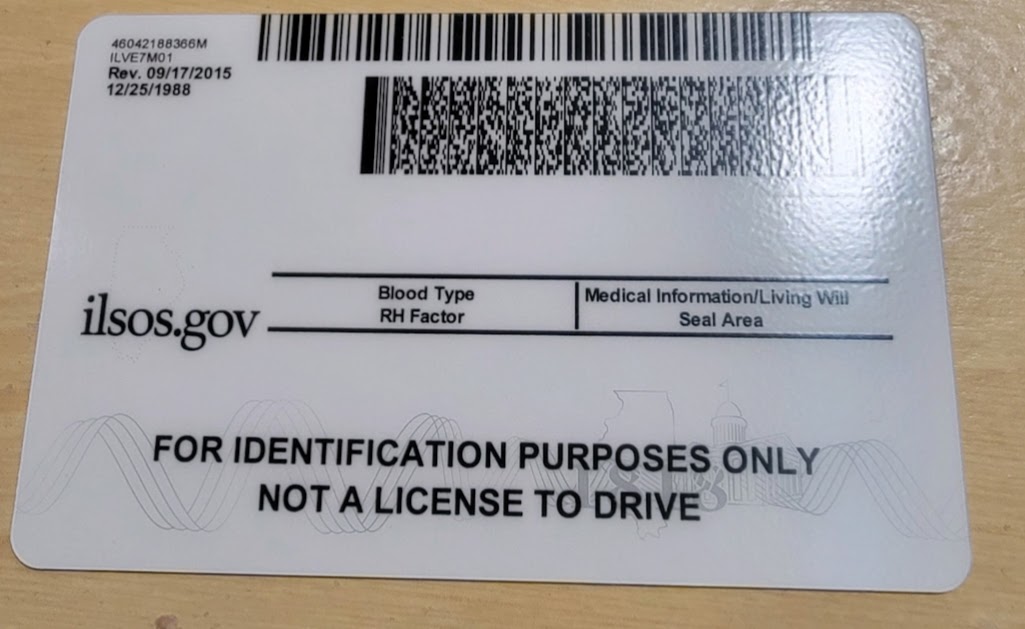 46042188366M
ILVE7M01
Rev. 09/17/2015
12/25/1988
Blood Type
RH Factor
Medical Information/Living Will
Seal Area
ilsos.gov
1818
FOR IDENTIFICATION PURPOSES ONLY
NOT A LICENSE TO DRIVE